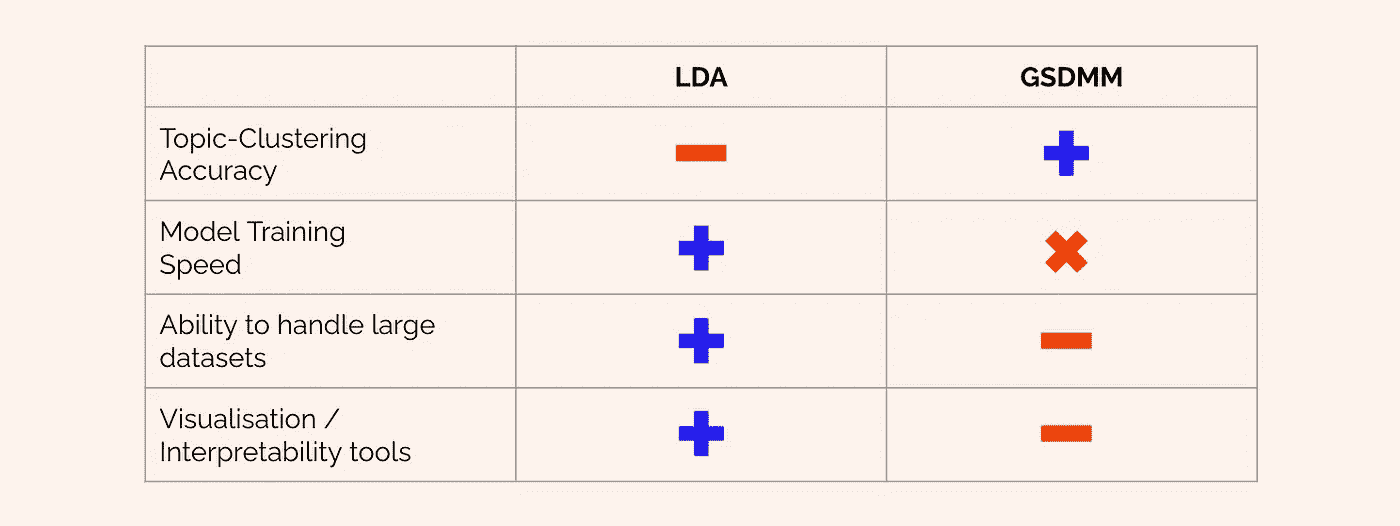 LDA
GSDMM
Topic-Clustering
Accuracy
Model Training
Speed
Ability to handle large
datasets
Visualisation /
Interpretability tools